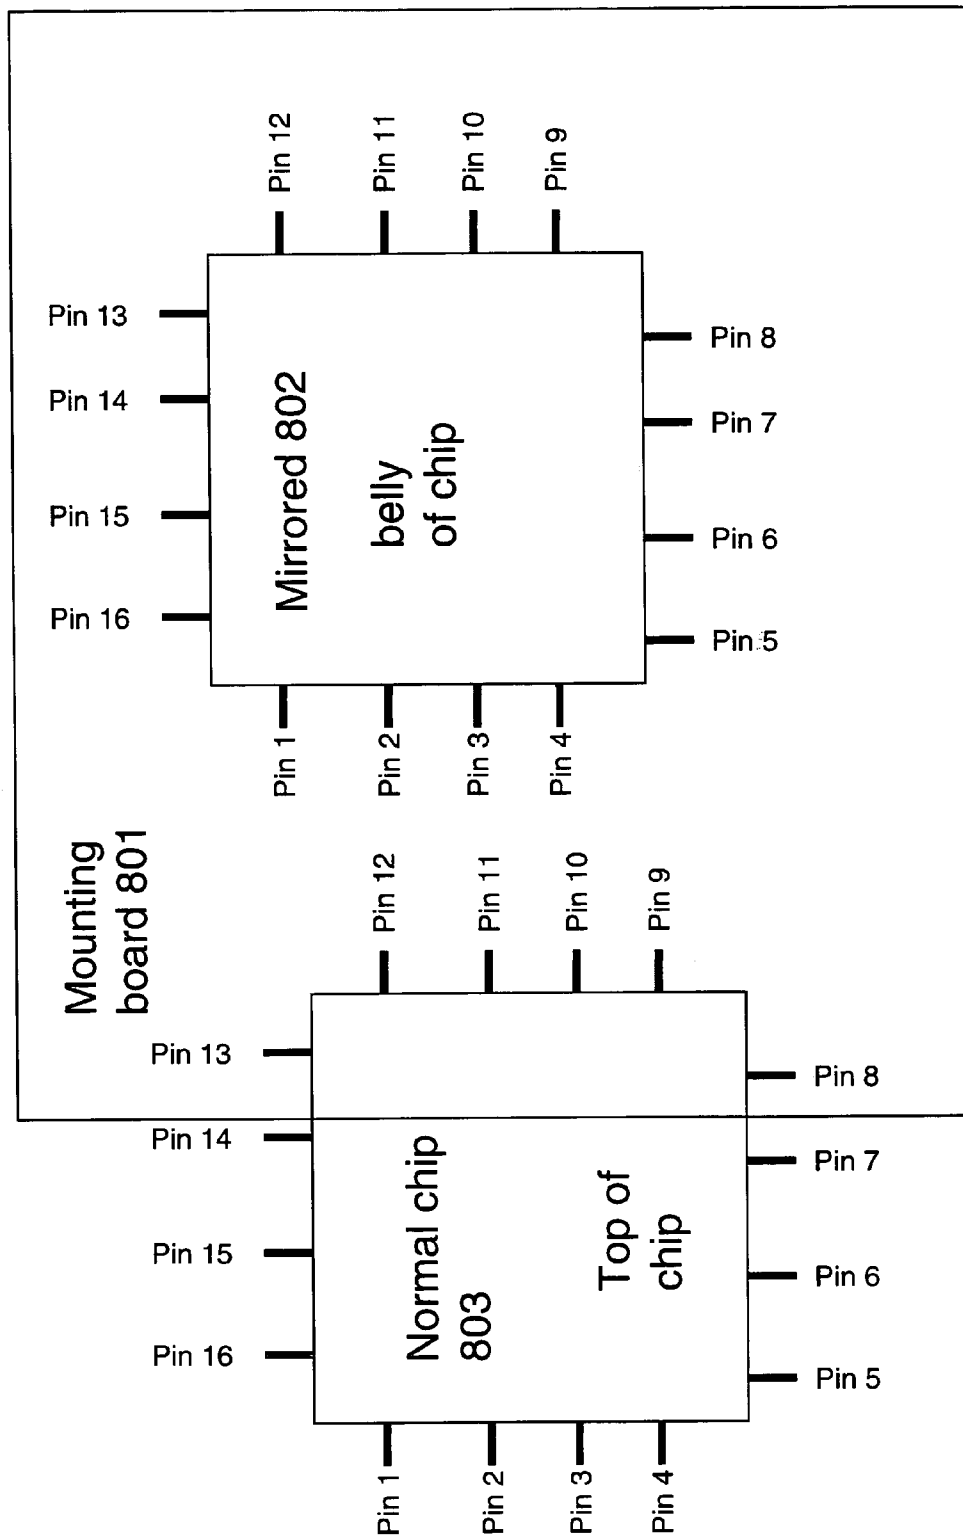 Pin 12
Pin 11
Pin 10
Pin 9
Pin 13
Pin 14
Pin 15
Pin 16
Mirrored 802
belly
of chip
Pin 8
Pin 7
Pin 6
Pin 5
Pin 1
Pin 2
Pin 3
Pin 4
Mounting
board 801
Pin 12
Pin 11
Pin 10
Pin 9
Pin 13
Pin 14
Pin 15
Pin 16
Normal chip
803
Top of
chip
Pin 8
Pin 7
Pin 6
Pin 5
Pin 1
Pin 2
Pin 3
Pin 4